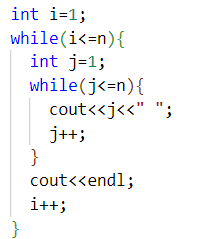 int i=1;
while(i<=n){
  int j=1;
  while(j<=n){
    cout<<j<<" ";
    j++;
  }
  cout<<endl;
  i++;
}